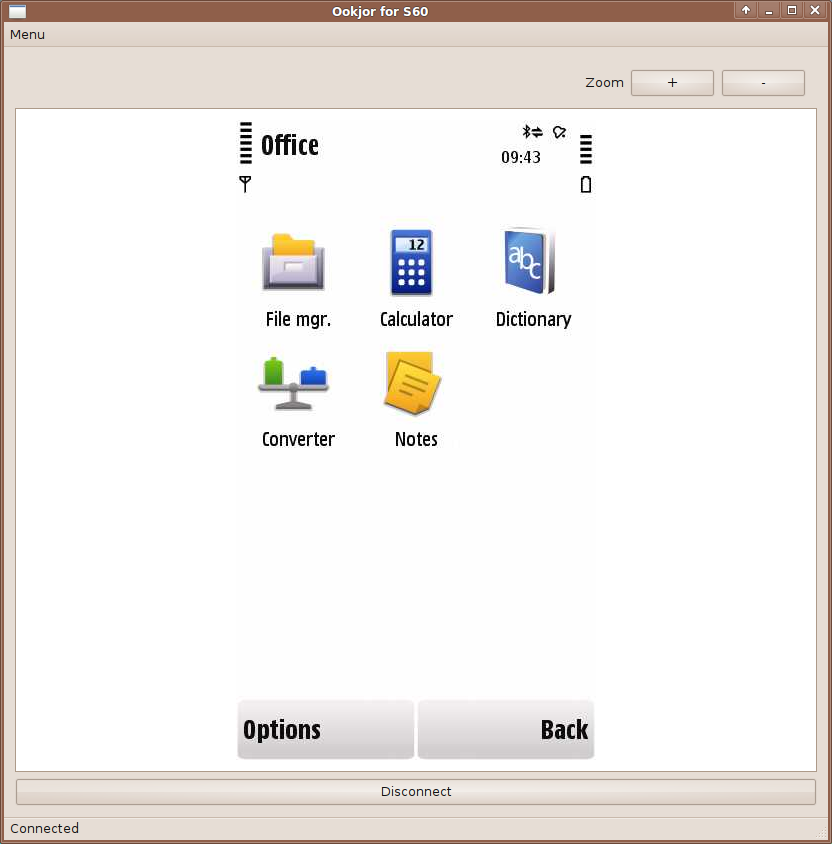 Ookjor for S60
Menu
Zoom + -
Office
09:43
12
abc
File mgr. Calculator Dictionary
Converter Notes
Options Back
Disconnect
Connected